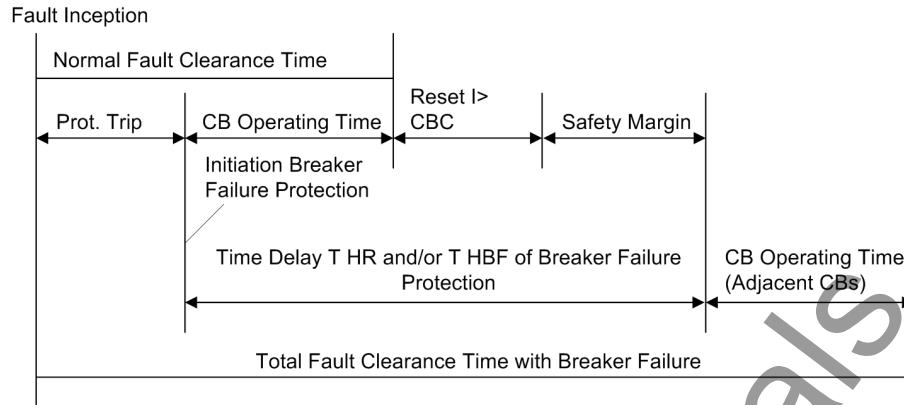 Fault Inception
Normal Fault Clearance Time
Prot. Trip
CB Operating Time
Reset I>
CBC
Safety Margin
Initiation Breaker
Failure Protection
Time Delay T HR and/or T HBF of Breaker Failure
Protection
CB Operating Time
(Adjacent CBs)
Total Fault Clearance Time with Breaker Failure
als